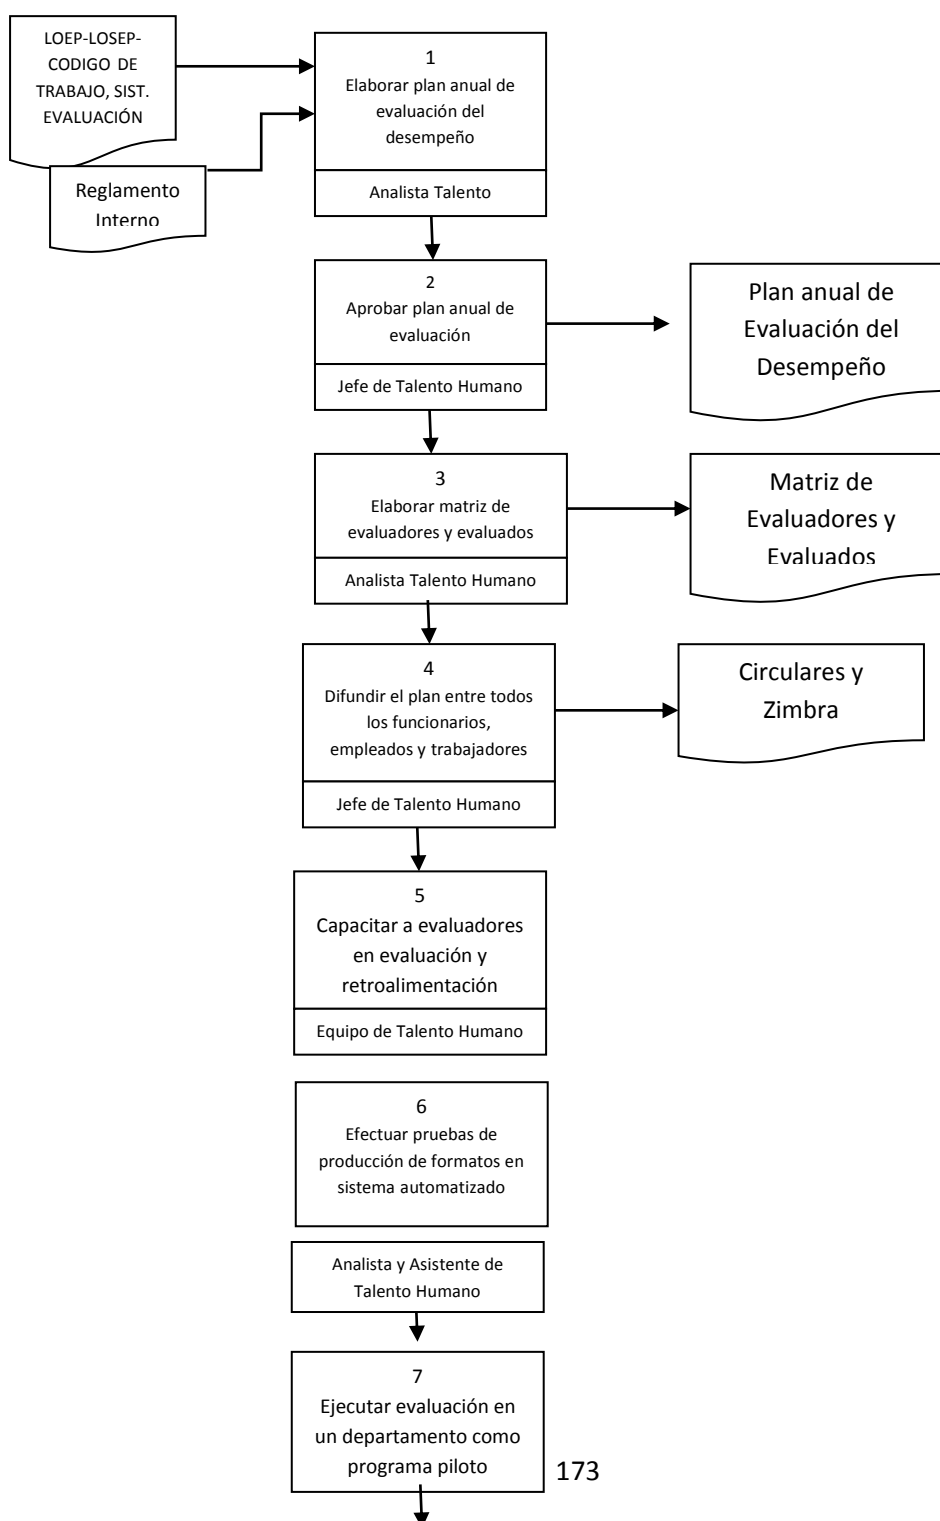 LOEP-LOSEP-
CODIGO DE
TRABAJO, SIST.
EVALUACIÓN
Reglamento
Interno
1
Elaborar plan anual de
evaluación del
desempeño
Analista Talento
2
Aprobar plan anual de
evaluación
Jefe de Talento Humano
Plan anual de
Evaluación del
Desempeño
3
Elaborar matriz de
evaluadores y evaluados
Analista Talento Humano
Matriz de
Evaluadores y
Evaluados
4
Difundir el plan entre todos
los funcionarios,
empleados y trabajadores
Jefe de Talento Humano
Circulares y
Zimbra
5
Capacitar a evaluadores
en evaluación y
retroalimentación
Equipo de Talento Humano
6
Efectuar pruebas de
producción de formatos en
sistema automatizado
Analista y Asistente de
Talento Humano
7
Ejecutar evaluación en
un departamento como
programa piloto
173